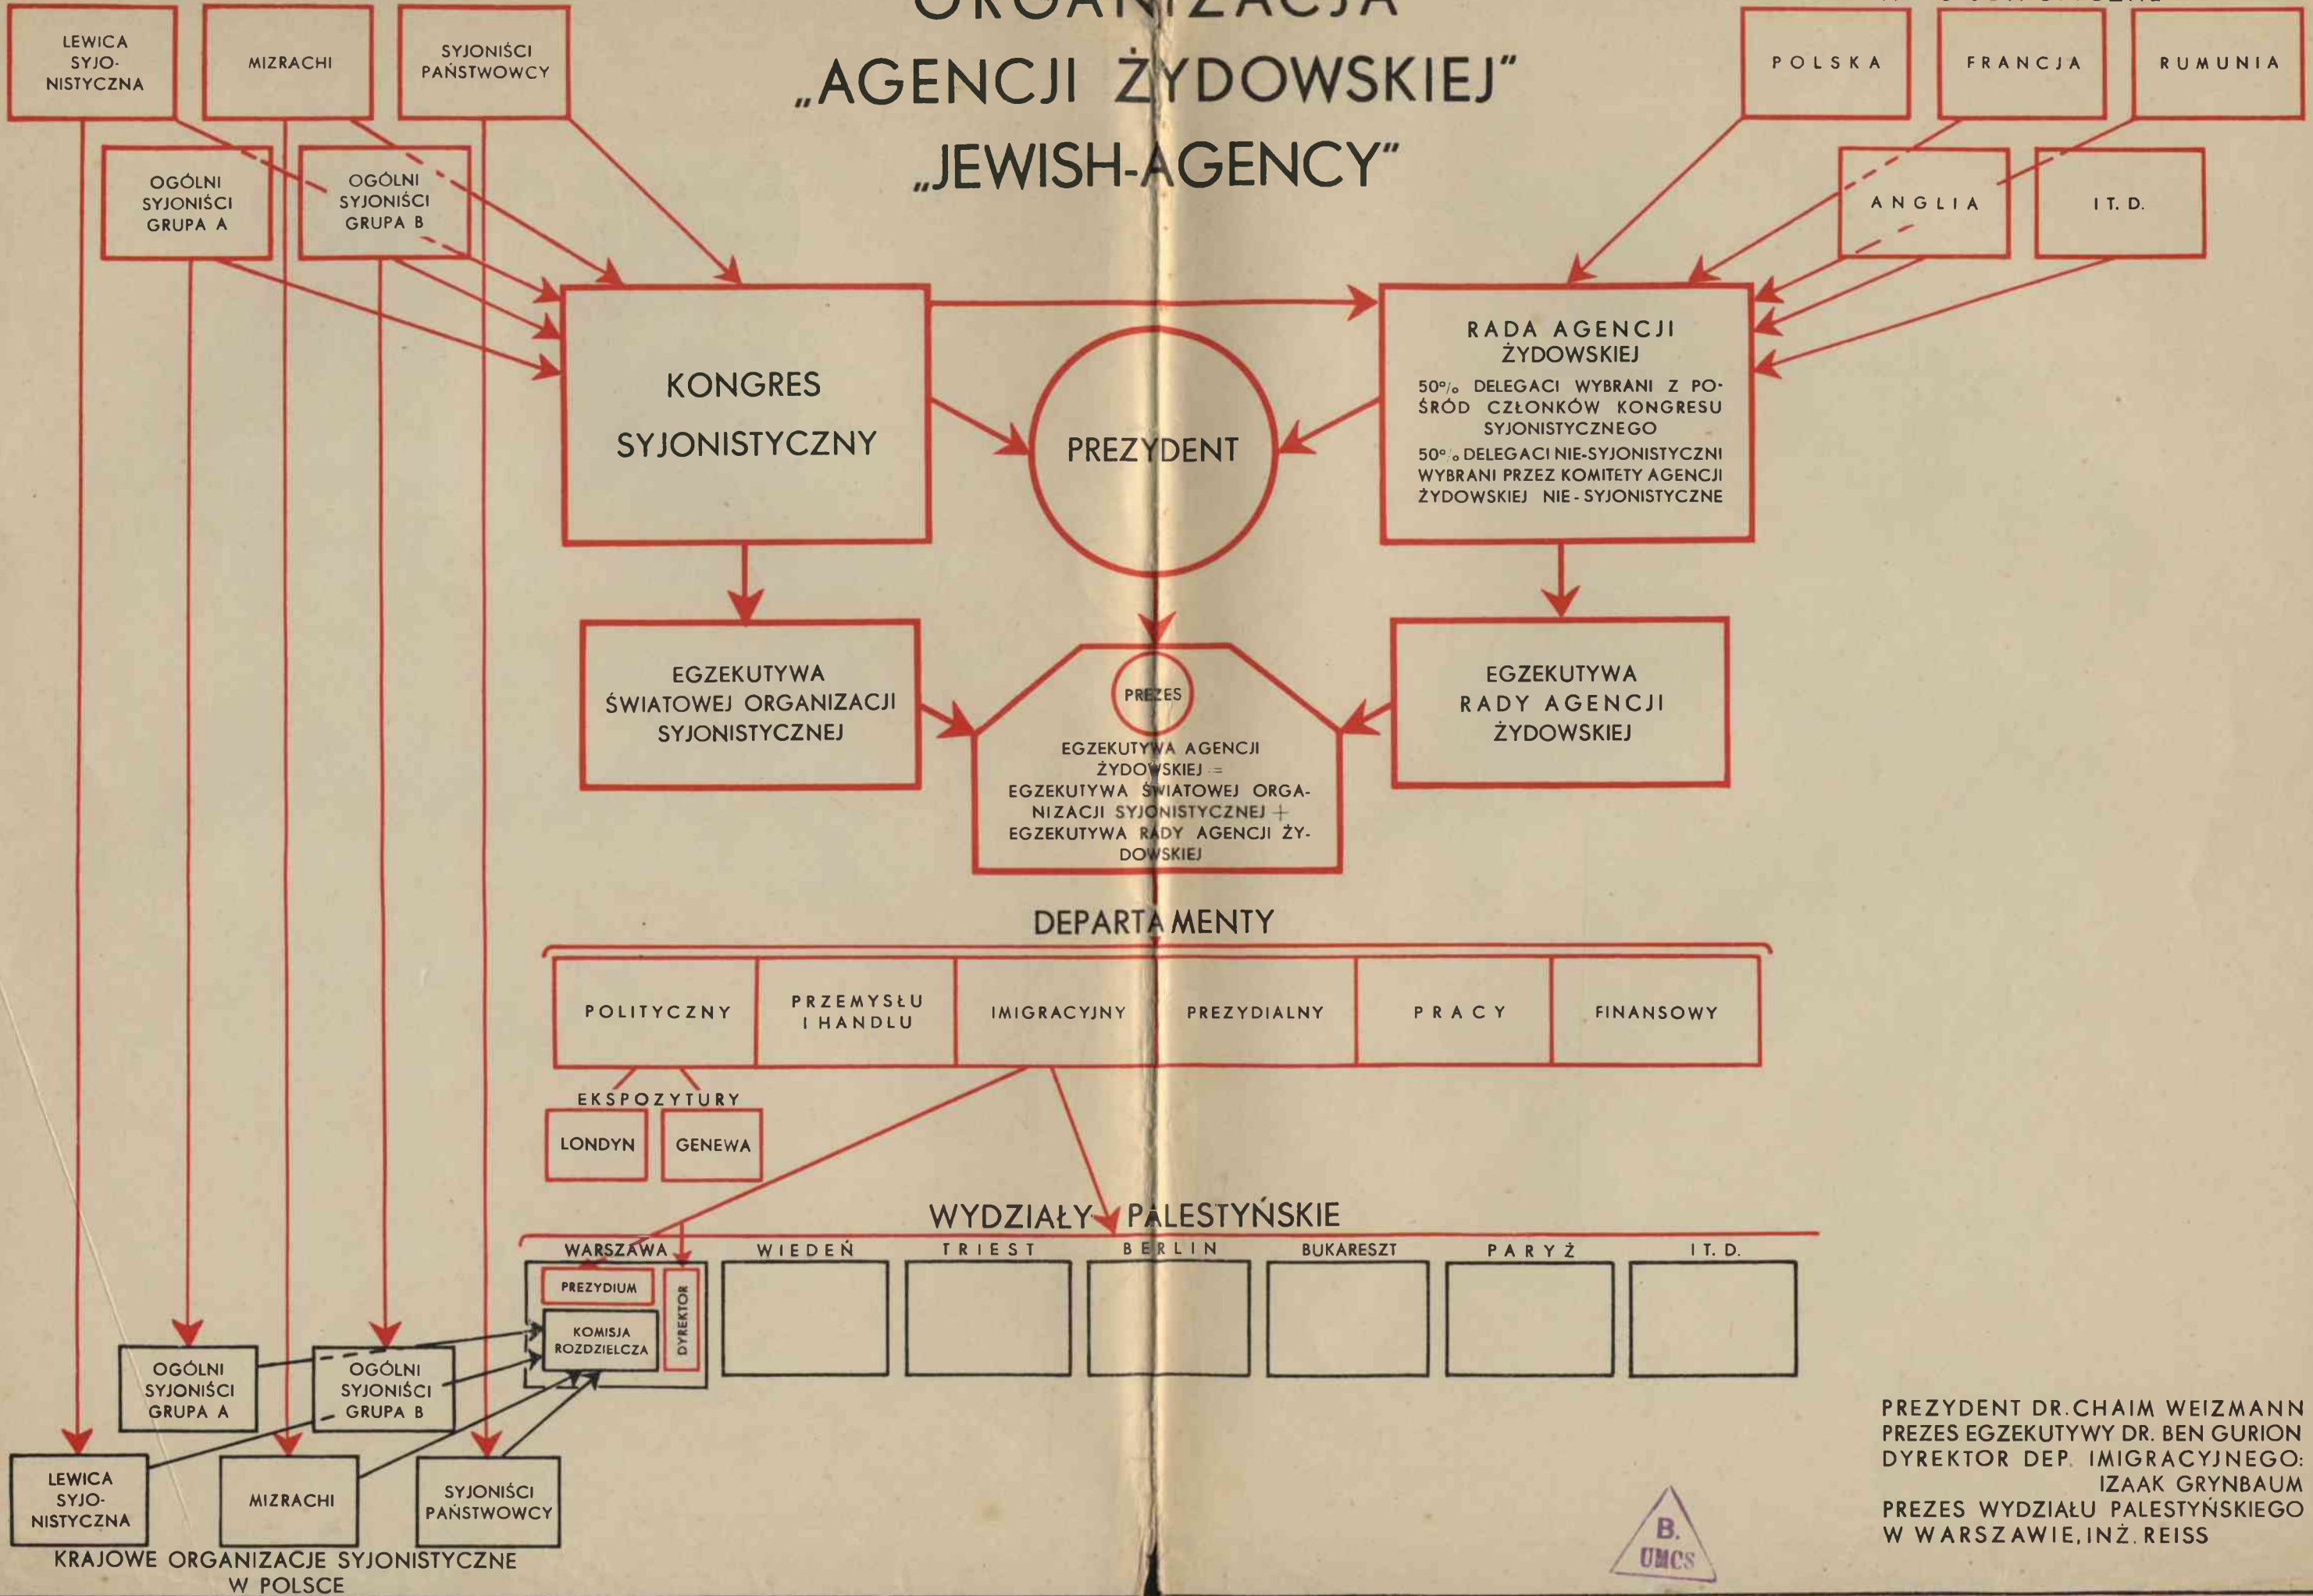 ORGANIZACJA
„AGENCJI ŻYDOWSKIEJ“
„JEWISH-AGENCY“
LEWICA
SYJO-
NISTYCZNA
MIZRACHI
SYJONIŚCI
PAŃSTWOWCY
OGÓLNI
SYJONIŚCI
GRUPA A
OGÓLNI
SYJONIŚCI
GRUPA B
POLSKA
FRANCJA
RUMUNIA
ANGLIA
I T. D.
KONGRES
SYJONISTYCZNY
PREZYDENT
RADA AGENCJI
ŻYDOWSKIEJ
50% DELEGACI WYBRANI Z PO-
ŚRÓD CZŁONKÓW KONGRESU
SYJONISTYCZNEGO
50% DELEGACI NIE-SYJONISTYCZNI
WYBRANI PRZEZ KOMITETY AGENCJI
ŻYDOWSKIEJ NIE-SYJONISTYCZNE
EGZEKUTYWA
ŚWIATOWEJ ORGANIZACJI
SYJONISTYCZNEJ
PREZES
EGZEKUTYWA AGENCJI
ŻYDOWSKIEJ =
EGZEKUTYWA ŚWIATOWEJ ORGA-
NIZACJI SYJONISTYCZNEJ +
EGZEKUTYWA RADY AGENCJI ŻY-
DOWSKIEJ
EGZEKUTYWA
RADY AGENCJI
ŻYDOWSKIEJ
DEPARTAMENTY
POLITYCZNY
PRZEMYSŁU
I HANDLU
IMIGRACYJNY
PREZYDIALNY
PRACY
FINANSOWY
EKSPOZYTURY
LONDYN
GENEWA
WYDZIAŁY PALESTYŃSKIE
WARSZAWA
WIEDEŃ
TRIEST
BERLIN
BUKARESZT
PARYŻ
I T. D.
PREZYDIUM
KOMISJA
ROZDZIELCZA
DYREKTOR
OGÓLNI
SYJONIŚCI
GRUPA A
OGÓLNI
SYJONIŚCI
GRUPA B
LEWICA
SYJO-
NISTYCZNA
MIZRACHI
SYJONIŚCI
PAŃSTWOWCY
KRAJOWE ORGANIZACJE SYJONISTYCZNE
W POLSCE
PREZYDENT DR. CHAIM WEIZMANN
PREZES EGZEKUTYWY DR. BEN GURION
DYREKTOR DEP. IMIGRACYJNEGO:
IZAAK GRYNBAUM
PREZES WYDZIAŁU PALESTYŃSKIEGO
W WARSZAWIE, INŻ. REISS
B.
UMCS